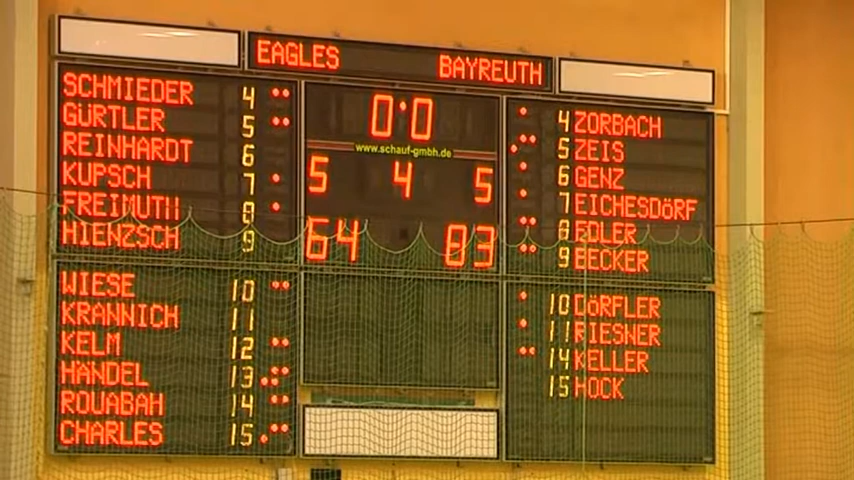 EAGLES BAYREUTH
SCHMIEDER 4
GÜRTLER 5
REINHARDT 6
KUPSCH 7
FREIMUTH 8
HIENZSCH 9
WIESE 10
KRANNICH 11
KELM 12
HÄNDEL 13
ROUABAH 14
CHARLES 15
0:0
www.schauf-gmbh.de
5 4 5
64 83
4 ZORBACH
5 ZEIS
6 GENZ
7 EICHESDÖRF
8 EDLER
9 BECKER
10 DÖRFLER
11 RIESNER
14 KELLER
15 HOCK